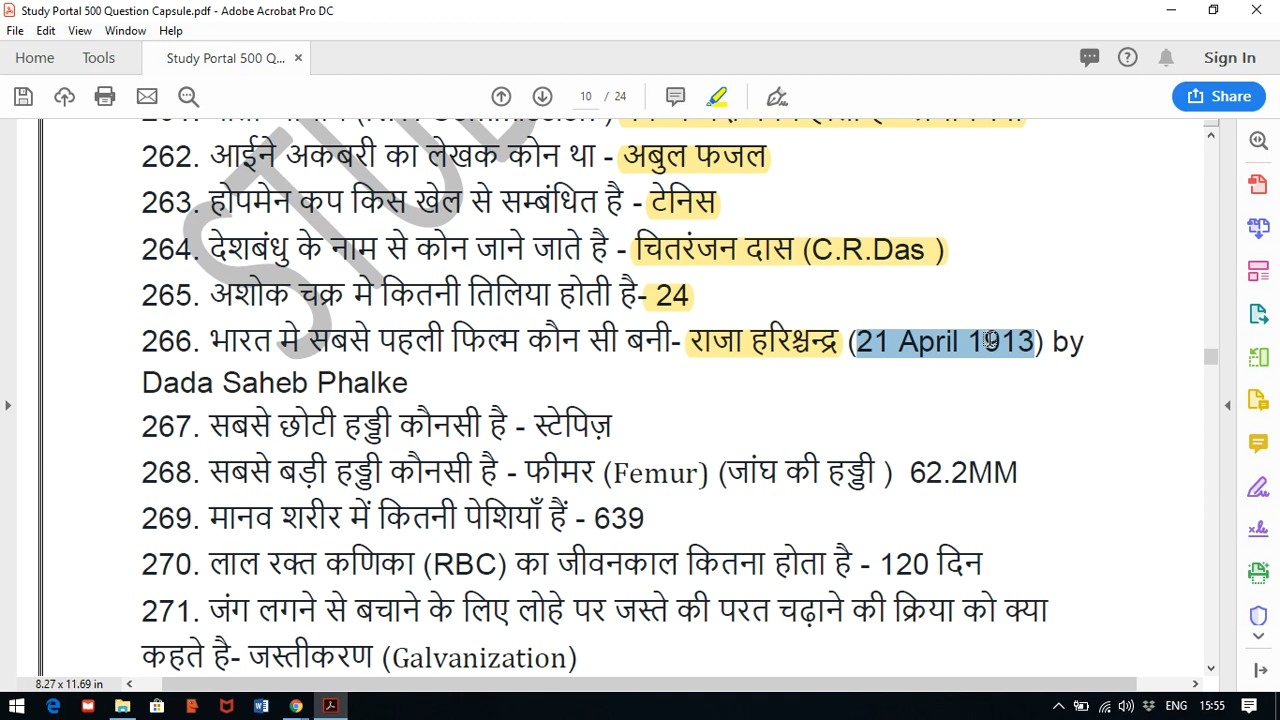 Study Portal 500 Question Capsule.pdf - Adobe Acrobat Pro DC
File Edit View Window Help
Home Tools Study Portal 500 Q... × Sign In
10 / 24 Share
262. आईने अकबरी का लेखक कोन था - अबुल फजल
263. होपमेन कप किस खेल से सम्बंधित है - टेनिस
264. देशबंधु के नाम से कोन जाने जाते है - चितरंजन दास (C.R.Das )
265. अशोक चक्र मे कितनी तिलिया होती है- 24
266. भारत मे सबसे पहली फिल्म कौन सी बनी- राजा हरिश्चन्द्र (21 April 1913) by
Dada Saheb Phalke
267. सबसे छोटी हड्डी कौनसी है - स्टेपिज़
268. सबसे बड़ी हड्डी कौनसी है - फीमर (Femur) (जांघ की हड्डी ) 62.2MM
269. मानव शरीर में कितनी पेशियाँ हैं - 639
270. लाल रक्त कणिका (RBC) का जीवनकाल कितना होता है - 120 दिन
271. जंग लगने से बचाने के लिए लोहे पर जस्ते की परत चढ़ाने की क्रिया को क्या
कहते है- जस्तीकरण (Galvanization)
8.27 x 11.69 in
ENG 15:55